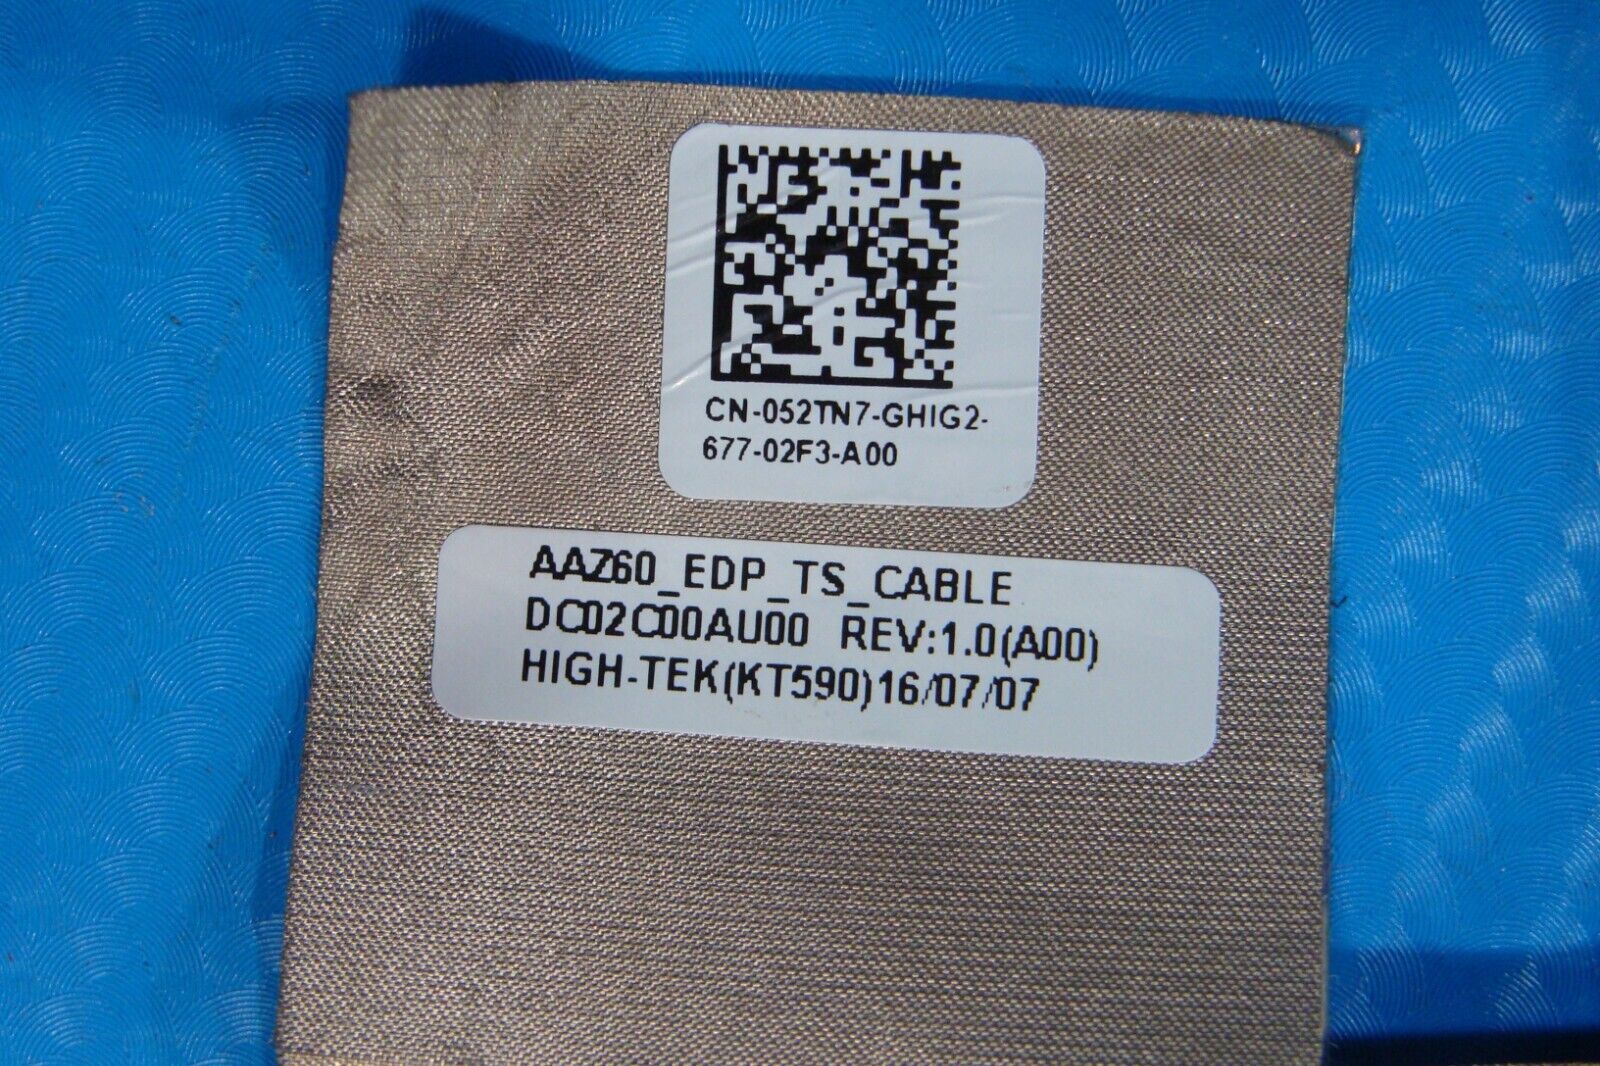 CN-052TN7-GHIG2-
677-02F3-A00
AAZ60_EDP_TS_CABLE
DC02C00AU00 REV:1.0(A00)
HIGH-TEK(KT590)16/07/07